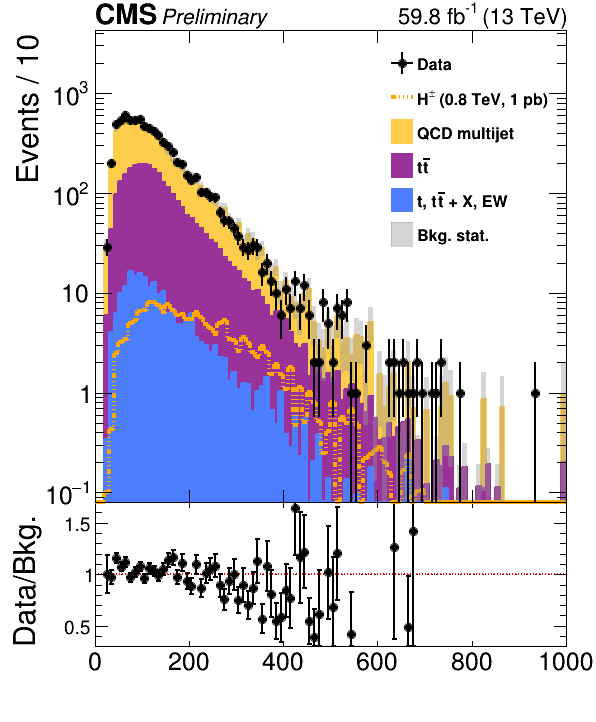 CMS Preliminary 59.8 fb⁻¹ (13 TeV)
Events / 10
10³
10²
10
1
10⁻¹
Data
H± (0.8 TeV, 1 pb)
QCD multijet
tt̄
t, tt̄ + X, EW
Bkg. stat.
Data/Bkg.
1.5
1
0.5
0 200 400 600 800 1000